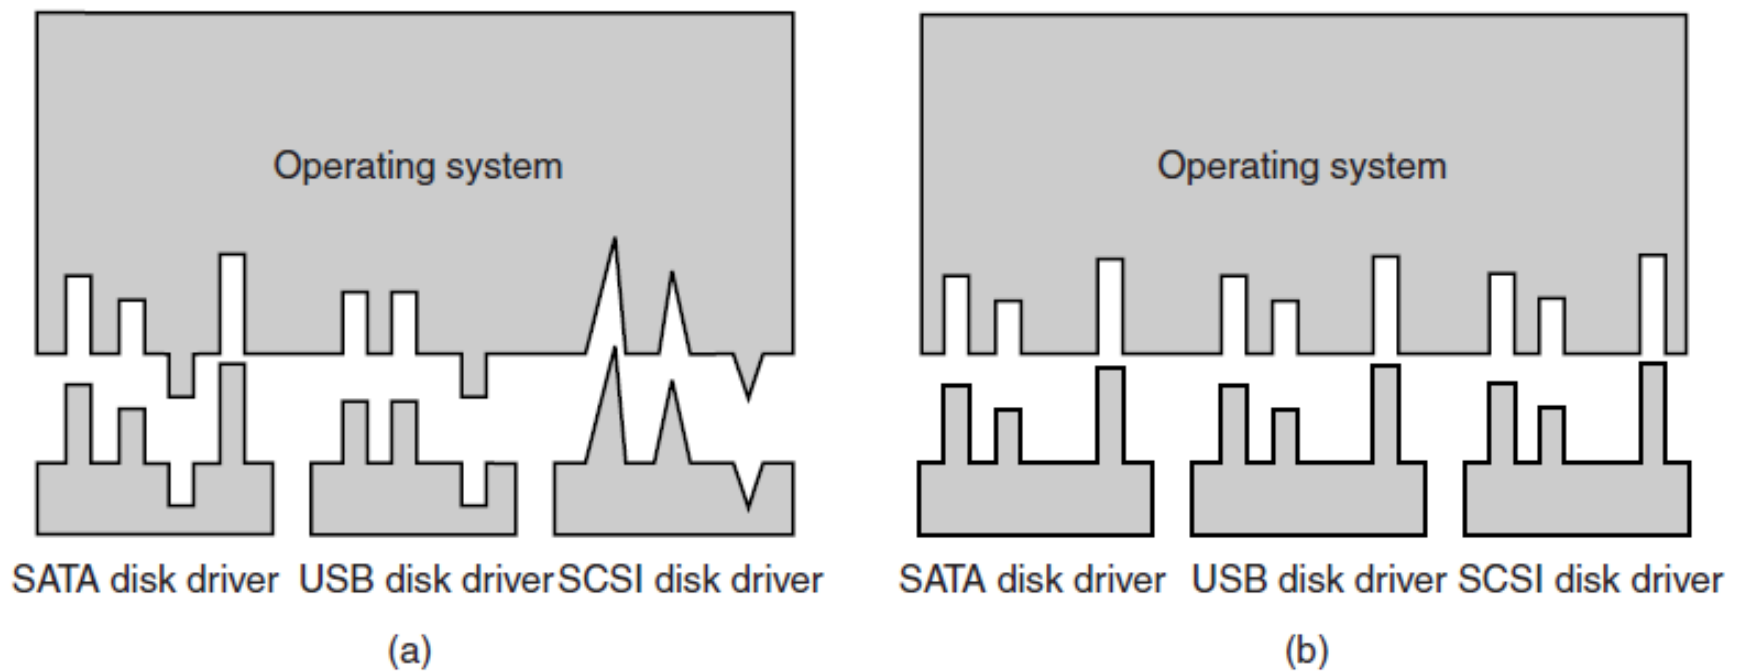 Operating system
Operating system
SATA disk driver USB disk driver SCSI disk driver
SATA disk driver USB disk driver SCSI disk driver
(a)
(b)